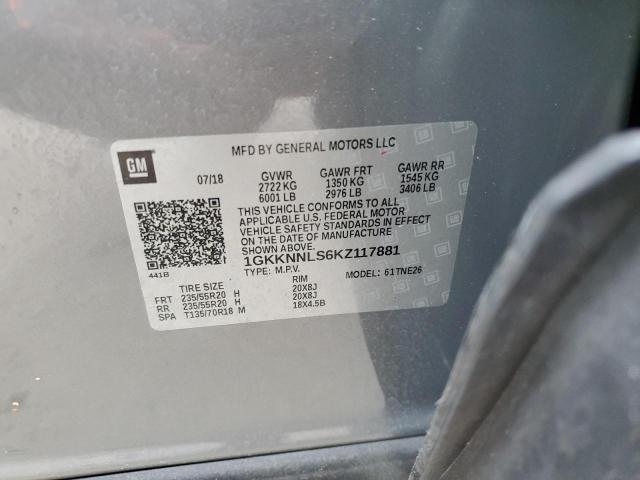 MFD BY GENERAL MOTORS LLC
GM
07/18 GVWR GAWR FRT GAWR RR
2722 KG 1350 KG 1545 KG
6001 LB 2976 LB 3406 LB
THIS VEHICLE CONFORMS TO ALL
APPLICABLE U.S. FEDERAL MOTOR
VEHICLE SAFETY STANDARDS IN EFFECT
ON THE DATE OF MANUFACTURE
SHOWN ABOVE.
1GKKNNLS6KZ117881
441B
TYPE: M.P.V. MODEL: 61TNE26
TIRE SIZE RIM
FRT 235/55R20 H 20X8J
RR 235/55R20 H 20X8J
SPA T135/70R18 M 18X4.5B